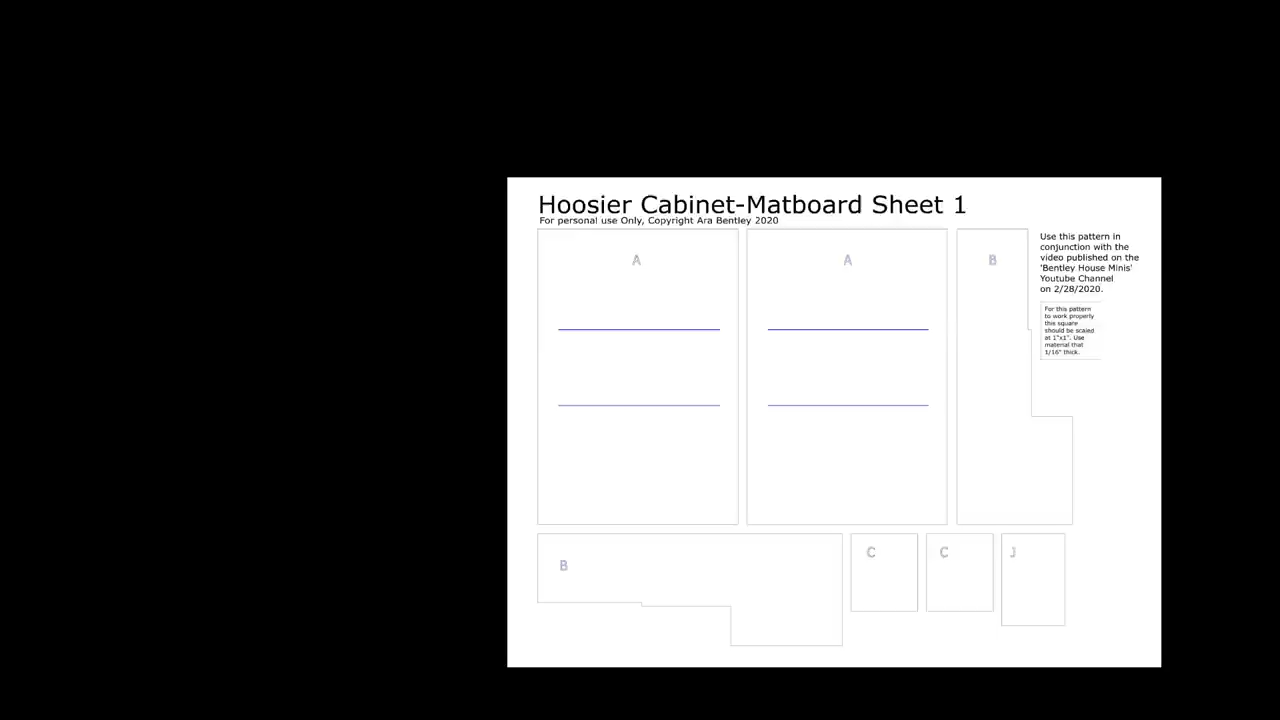 Hoosier Cabinet-Matboard Sheet 1
For personal use Only, Copyright Ara Bentley 2020
A
A
B
Use this pattern in
conjunction with the
video published on the
'Bentley House Minis'
Youtube Channel
on 2/28/2020.
For this pattern
to work properly
this square
should be scaled
at 1"x1". Use
material that
1/16" thick.
B
C
C
J